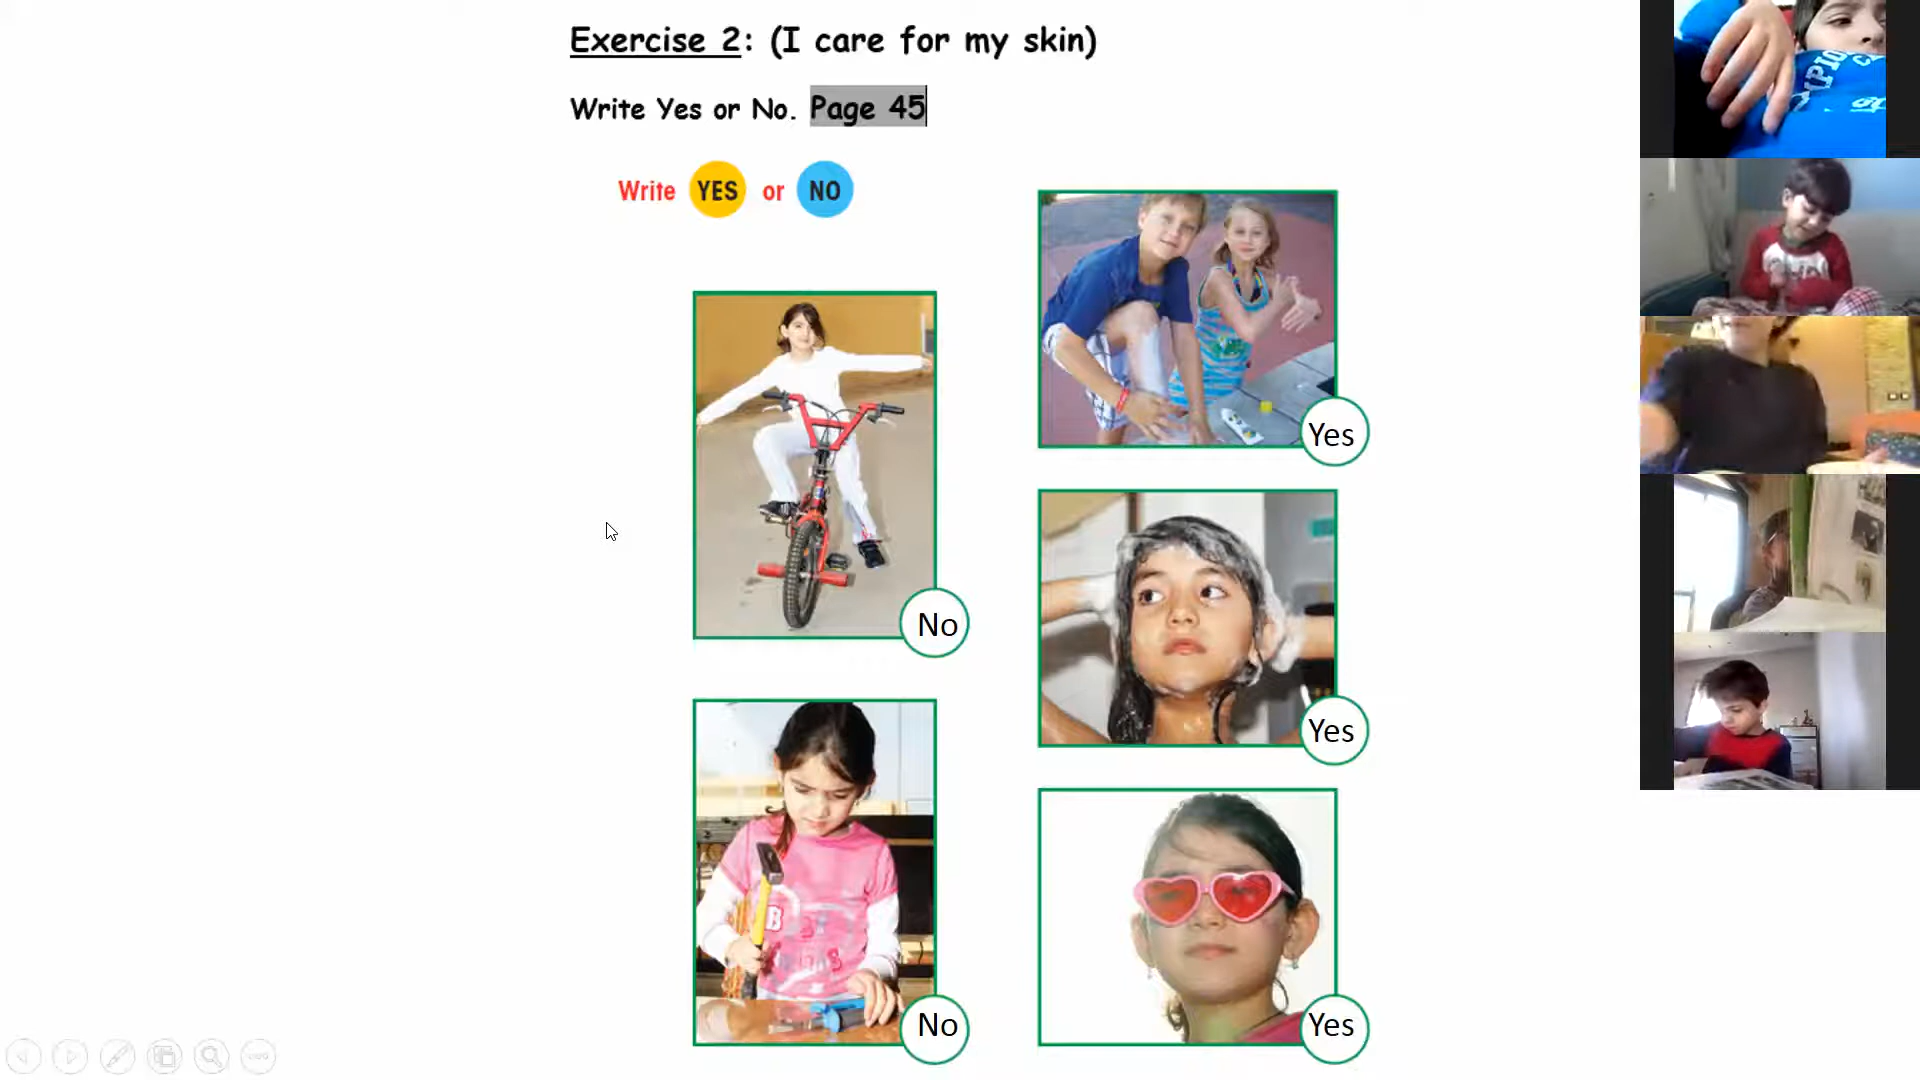 Exercise 2: (I care for my skin)
Write Yes or No. Page 45
Write YES or NO
Yes
No
Yes
No
Yes